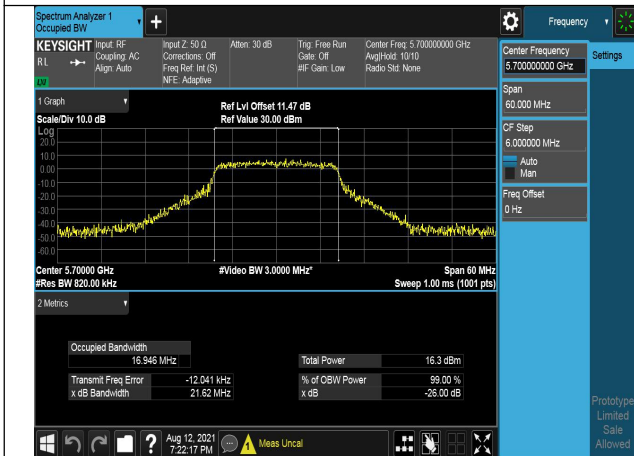 Spectrum Analyzer 1
Occupied BW
Frequency
KEYSIGHT
Input: RF
Input Z: 50 Ω
Atten: 30 dB
Trig: Free Run
Center Freq: 5.700000000 GHz
RL
Coupling: AC
Corrections: Off
Gate: Off
Avg|Hold: 10/10
Align: Auto
Freq Ref: Int (S)
#IF Gain: Low
Radio Std: None
NFE: Adaptive
LXI
Center Frequency
5.700000000 GHz
Settings
Span
60.000 MHz
CF Step
6.000000 MHz
Auto
Man
Freq Offset
0 Hz
1 Graph
Scale/Div 10.0 dB
Ref Lvl Offset 11.47 dB
Ref Value 30.00 dBm
Log
20.0
10.0
0.00
-10.0
-20.0
-30.0
-40.0
-50.0
-60.0
Center 5.70000 GHz
#Video BW 3.0000 MHz*
Span 60 MHz
#Res BW 820.00 kHz
Sweep 1.00 ms (1001 pts)
2 Metrics
Occupied Bandwidth
16.946 MHz
Total Power 16.3 dBm
Transmit Freq Error -12.041 kHz
% of OBW Power 99.00 %
x dB Bandwidth 21.62 MHz
x dB -26.00 dB
Prototype
Limited
Sale
Allowed
?
Aug 12, 2021
7:22:17 PM
Meas Uncal